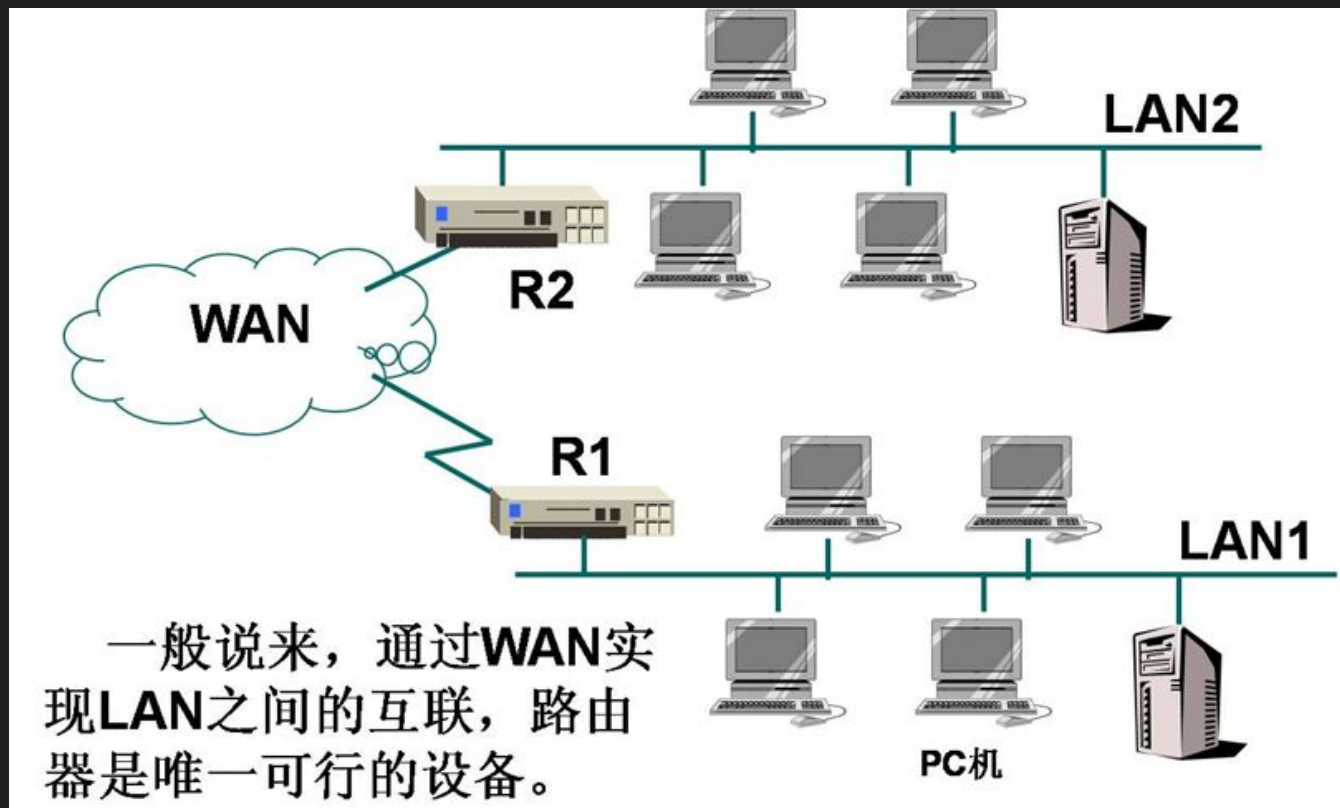 LAN2
R2
WAN
R1
LAN1
一般说来，通过WAN实
现LAN之间的互联，路由
器是唯一可行的设备。
PC机